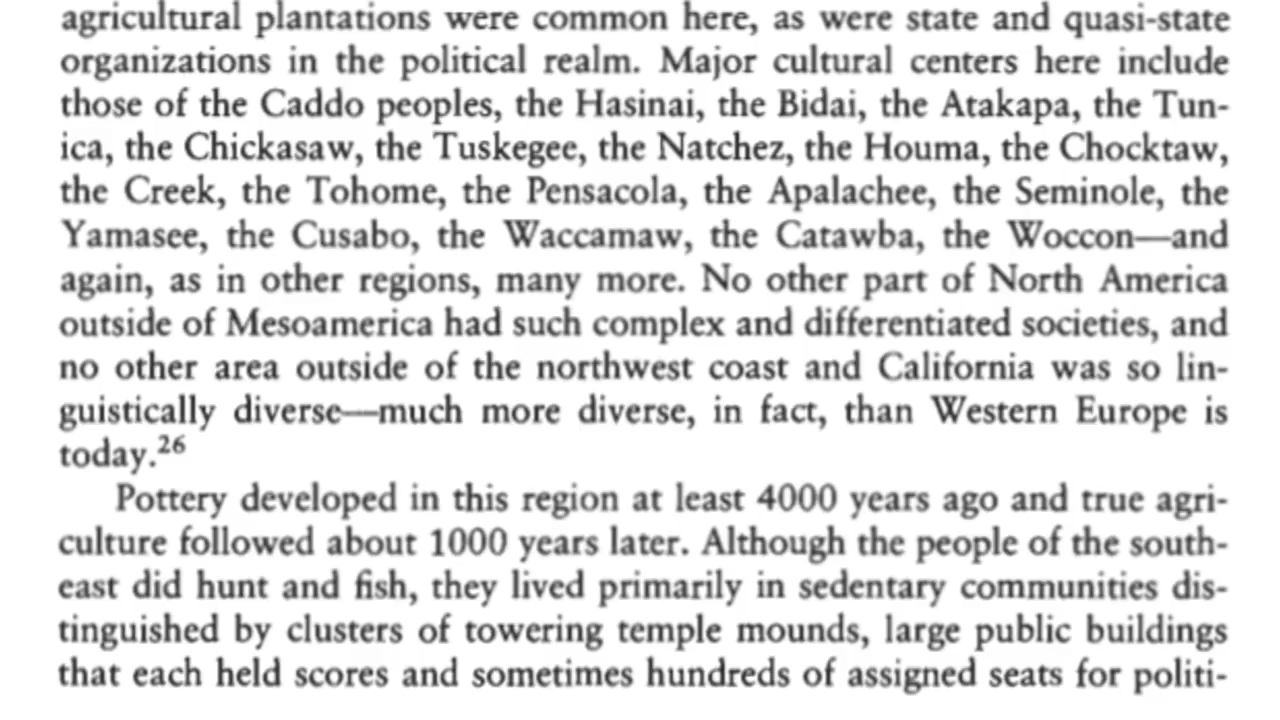 agricultural plantations were common here, as were state and quasi-state
organizations in the political realm. Major cultural centers here include
those of the Caddo peoples, the Hasinai, the Bidai, the Atakapa, the Tun-
ica, the Chickasaw, the Tuskegee, the Natchez, the Houma, the Chocktaw,
the Creek, the Tohome, the Pensacola, the Apalachee, the Seminole, the
Yamasee, the Cusabo, the Waccamaw, the Catawba, the Woccon—and
again, as in other regions, many more. No other part of North America
outside of Mesoamerica had such complex and differentiated societies, and
no other area outside of the northwest coast and California was so lin-
guistically diverse—much more diverse, in fact, than Western Europe is
today.26
Pottery developed in this region at least 4000 years ago and true agri-
culture followed about 1000 years later. Although the people of the south-
east did hunt and fish, they lived primarily in sedentary communities dis-
tinguished by clusters of towering temple mounds, large public buildings
that each held scores and sometimes hundreds of assigned seats for politi-